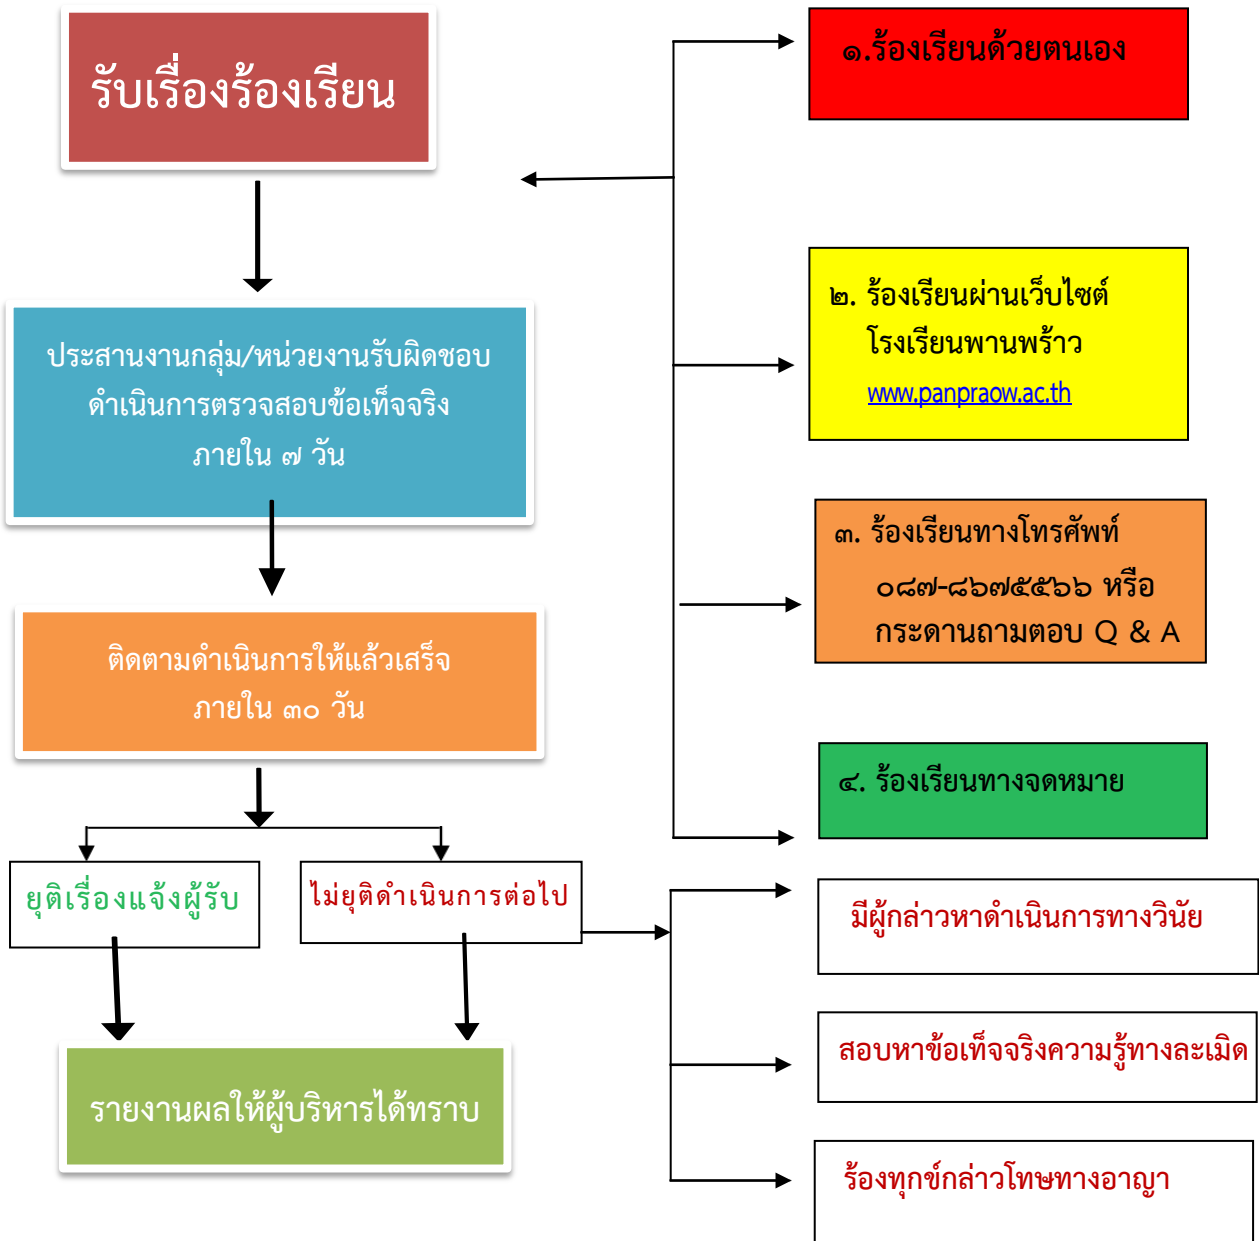 รับเรื่องร้องเรียน
๑.ร้องเรียนด้วยตนเอง
๒. ร้องเรียนผ่านเว็บไซต์
โรงเรียนพานพร้าว
www.panpraow.ac.th
ประสานงานกลุ่ม/หน่วยงานรับผิดชอบ
ดำเนินการตรวจสอบข้อเท็จจริง
ภายใน ๗ วัน
๓. ร้องเรียนทางโทรศัพท์
๐๘๗-๘๖๗๕๕๖๖ หรือ
กระดานถามตอบ Q & A
ติดตามดำเนินการให้แล้วเสร็จ
ภายใน ๓๐ วัน
๔. ร้องเรียนทางจดหมาย
ยุติเรื่องแจ้งผู้รับ
ไม่ยุติดำเนินการต่อไป
มีผู้กล่าวหาดำเนินการทางวินัย
สอบหาข้อเท็จจริงความรู้ทางละเมิด
ร้องทุกข์กล่าวโทษทางอาญา
รายงานผลให้ผู้บริหารได้ทราบ